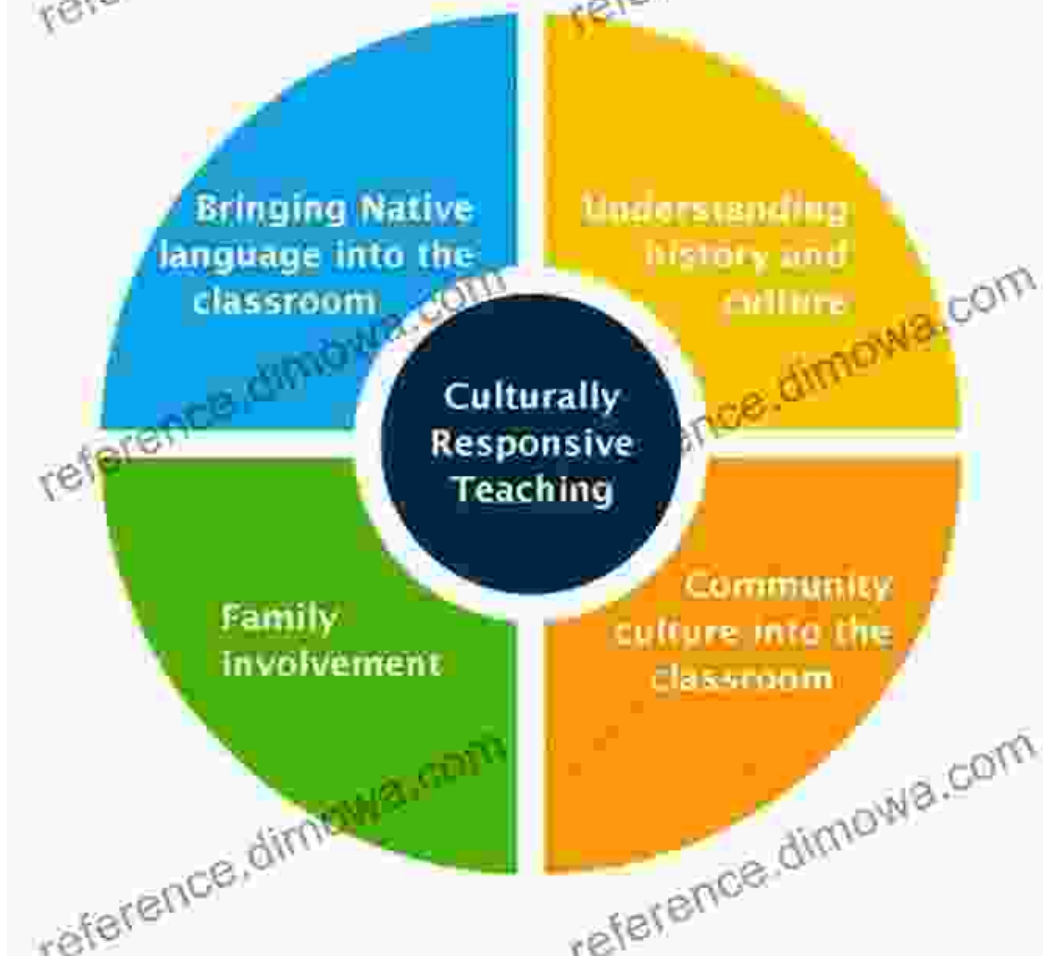 Bringing Native
language into the
classroom
Understanding
history and
culture
Culturally
Responsive
Teaching
Family
involvement
Community
culture into the
classroom
reference.dimowa.com
reference.dimowa.com
reference.dimowa.com
reference.dimowa.com